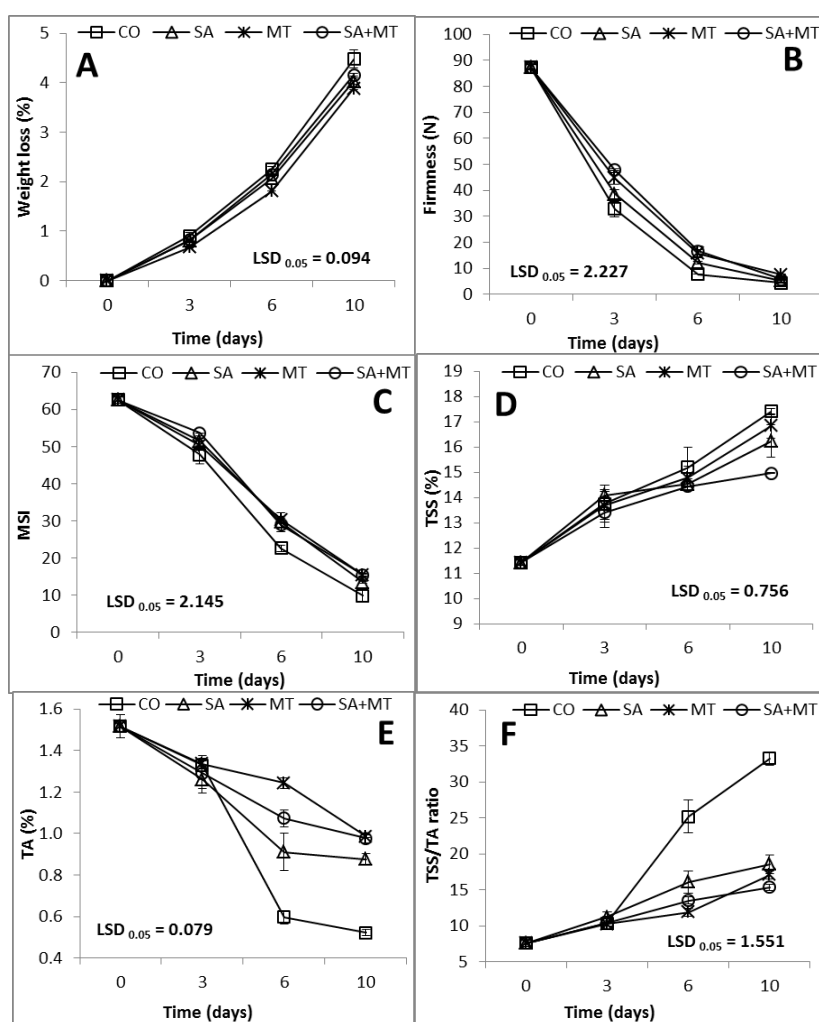 CO SA MT SA+MT
A
Weight loss (%)
5
4
3
2
1
0
LSD 0.05 = 0.094
0 3 6 10
Time (days)
CO SA MT SA+MT
B
Firmness (N)
100
90
80
70
60
50
40
30
20
10
0
LSD 0.05 = 2.227
0 3 6 10
Time (days)
CO SA MT SA+MT
C
MSI
70
60
50
40
30
20
10
0
LSD 0.05 = 2.145
0 3 6 10
Time (days)
CO SA MT SA+MT
D
TSS (%)
19
18
17
16
15
14
13
12
11
10
9
LSD 0.05 = 0.756
0 3 6 10
Time (days)
CO SA MT SA+MT
E
TA (%)
1.6
1.4
1.2
1.0
0.8
0.6
0.4
LSD 0.05 = 0.079
0 3 6 10
Time (days)
CO SA MT SA+MT
F
TSS/TA ratio
40
35
30
25
20
15
10
5
LSD 0.05 = 1.551
0 3 6 10
Time (days)